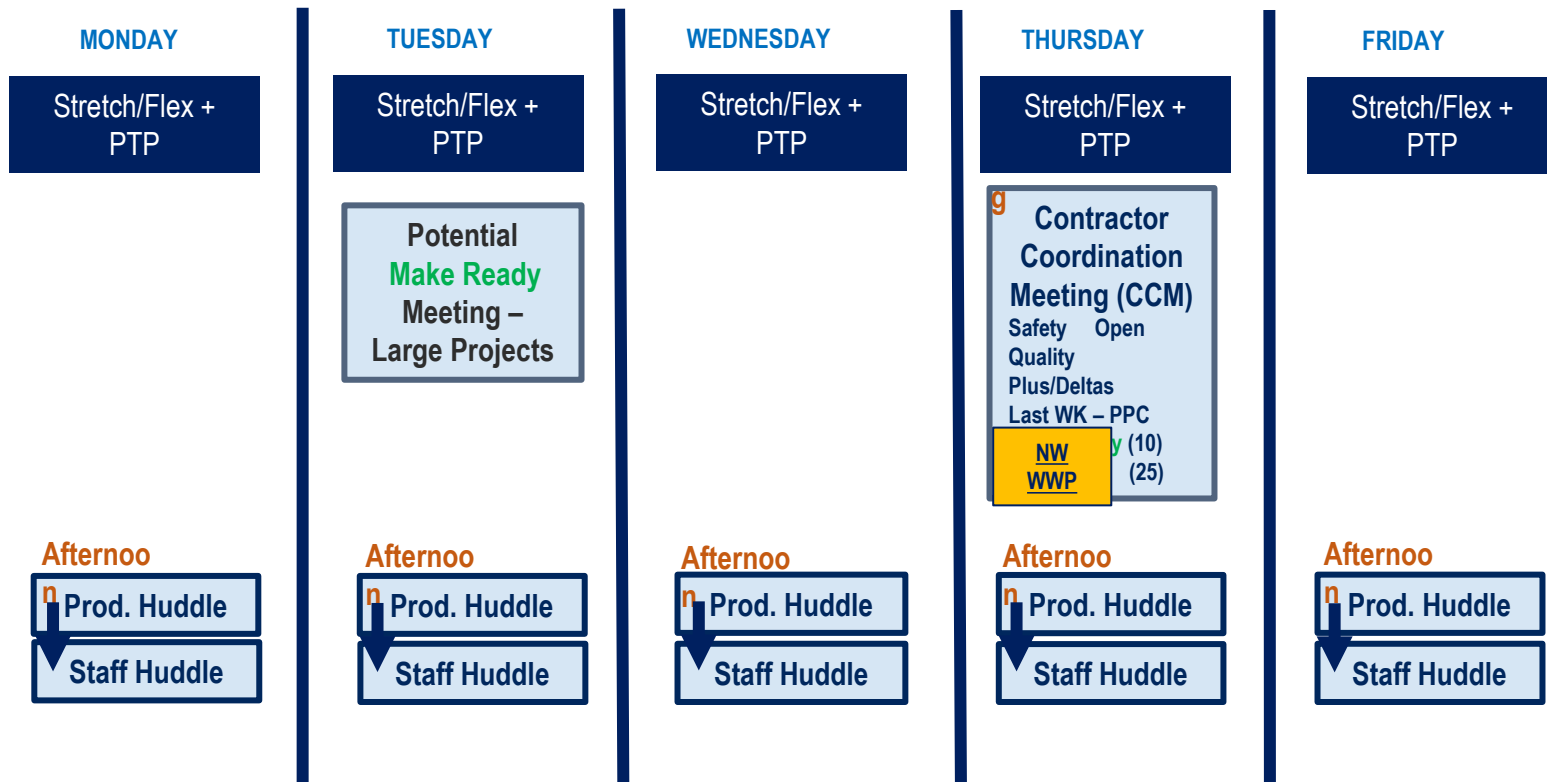 MONDAY
Stretch/Flex +
PTP
Afternoo
n
Prod. Huddle
Staff Huddle
TUESDAY
Stretch/Flex +
PTP
Potential
Make Ready
Meeting –
Large Projects
Afternoo
n
Prod. Huddle
Staff Huddle
WEDNESDAY
Stretch/Flex +
PTP
Afternoo
n
Prod. Huddle
Staff Huddle
THURSDAY
Stretch/Flex +
PTP
g
Contractor
Coordination
Meeting (CCM)
Safety Open
Quality
Plus/Deltas
Last WK – PPC
y (10)
(25)
NW
WWP
Afternoo
n
Prod. Huddle
Staff Huddle
FRIDAY
Stretch/Flex +
PTP
Afternoo
n
Prod. Huddle
Staff Huddle